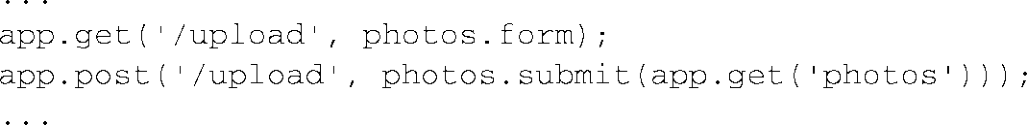 ...
app.get('/upload', photos.form);
app.post('/upload', photos.submit(app.get('photos')));
...